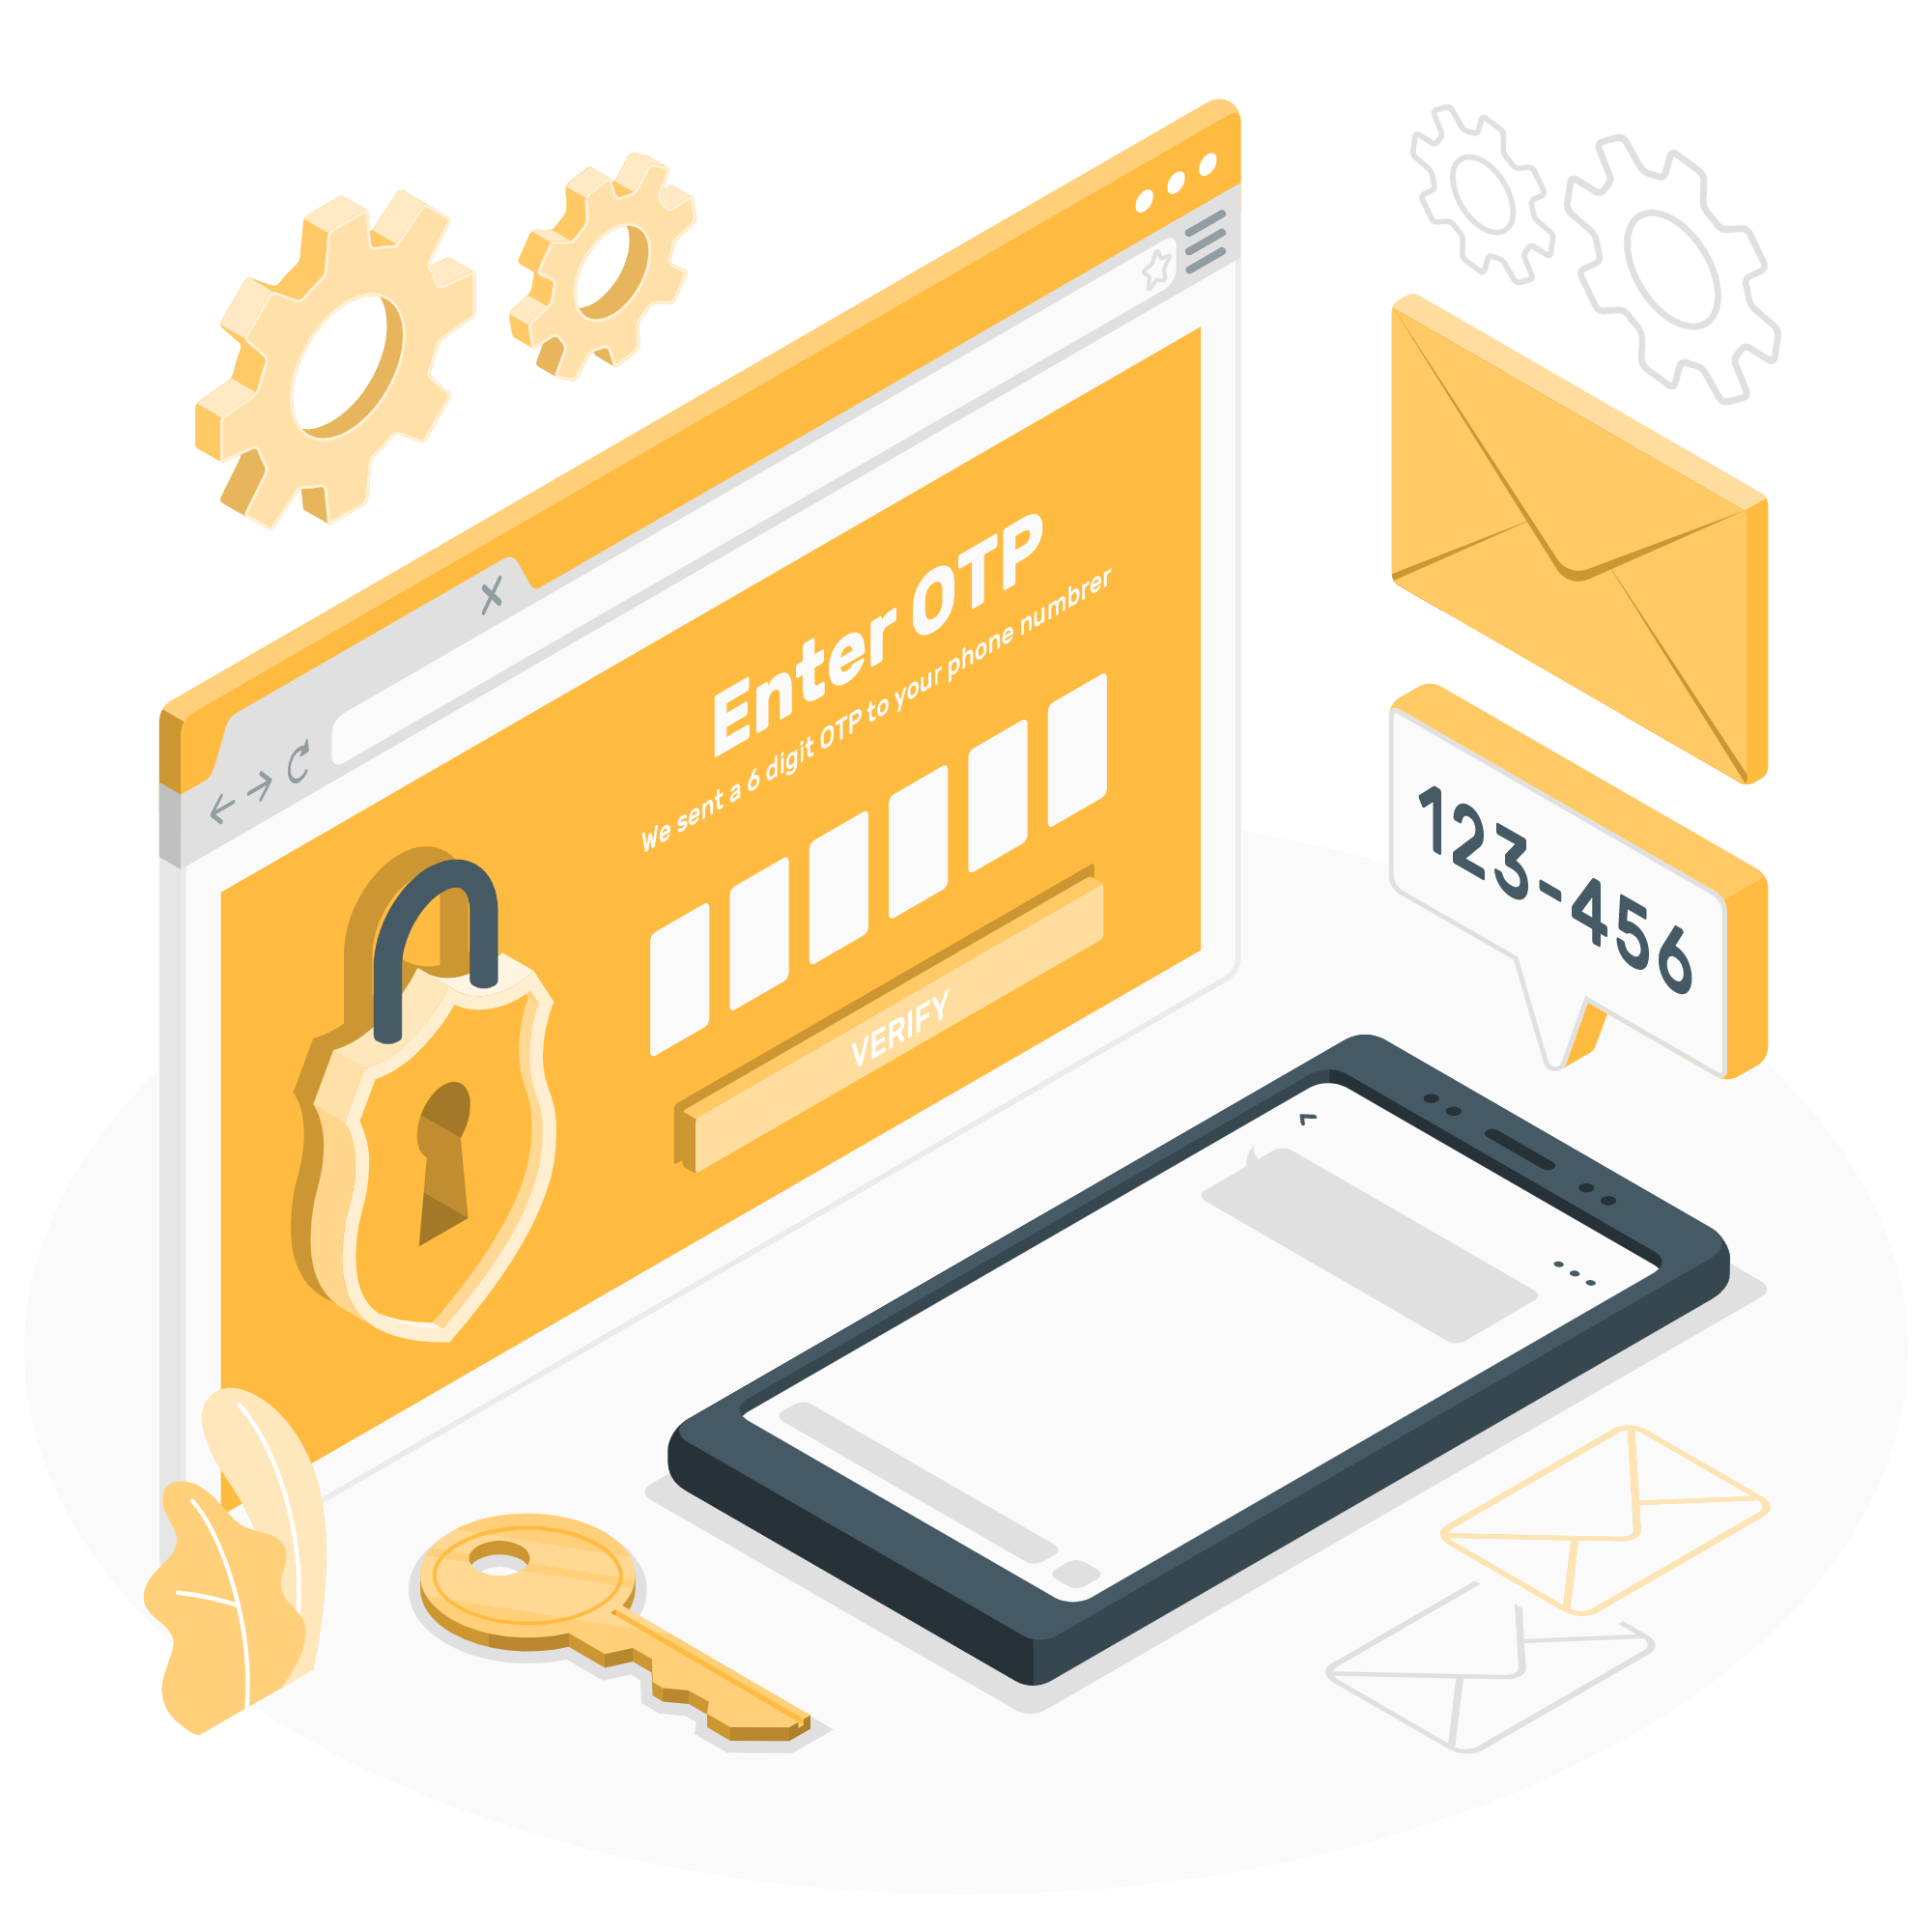 Enter OTP
We sent a 6 digit OTP to your phone numbrer
VERIFY
123-456